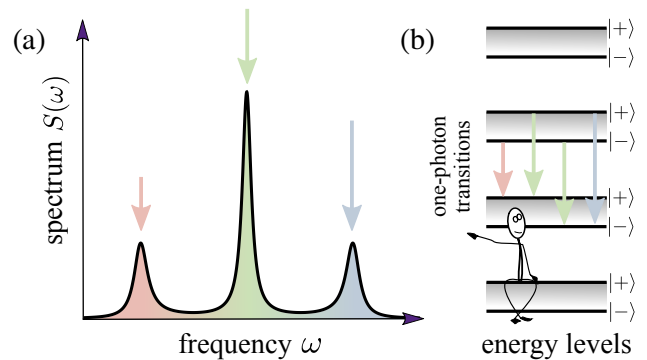 (a)
spectrum S(ω)
frequency ω
(b)
one-photon
transitions
|+⟩
|−⟩
|+⟩
|−⟩
|+⟩
|−⟩
|+⟩
|−⟩
energy levels